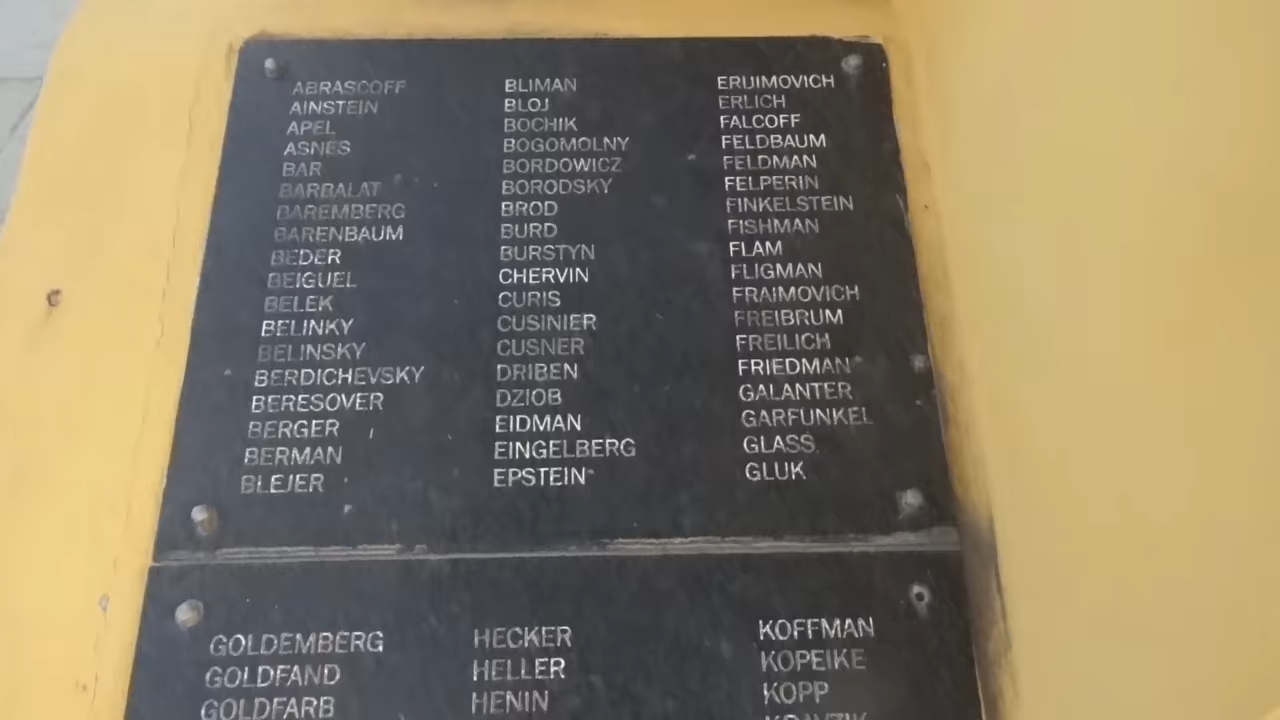 ABRASCOFF
AINSTEIN
APEL
ASNES
BAR
BARBALAT
BAREMBERG
BARENBAUM
BEDER
BEIGUEL
BELEK
BELINKY
BELINSKY
BERDICHEVSKY
BERESOVER
BERGER
BERMAN
BLEJER
BLIMAN
BLOJ
BOCHIK
BOGOMOLNY
BORDOWICZ
BORODSKY
BROD
BURD
BURSTYN
CHERVIN
CURIS
CUSINIER
CUSNER
DRIBEN
DZIOB
EIDMAN
EINGELBERG
EPSTEIN
ERUIMOVICH
ERLICH
FALCOFF
FELDBAUM
FELDMAN
FELPERIN
FINKELSTEIN
FISHMAN
FLAM
FLIGMAN
FRAIMOVICH
FREIBRUM
FREILICH
FRIEDMAN
GALANTER
GARFUNKEL
GLASS
GLUK
GOLDEMBERG
GOLDFAND
GOLDFARB
HECKER
HELLER
HENIN
KOFFMAN
KOPEIKE
KOPP